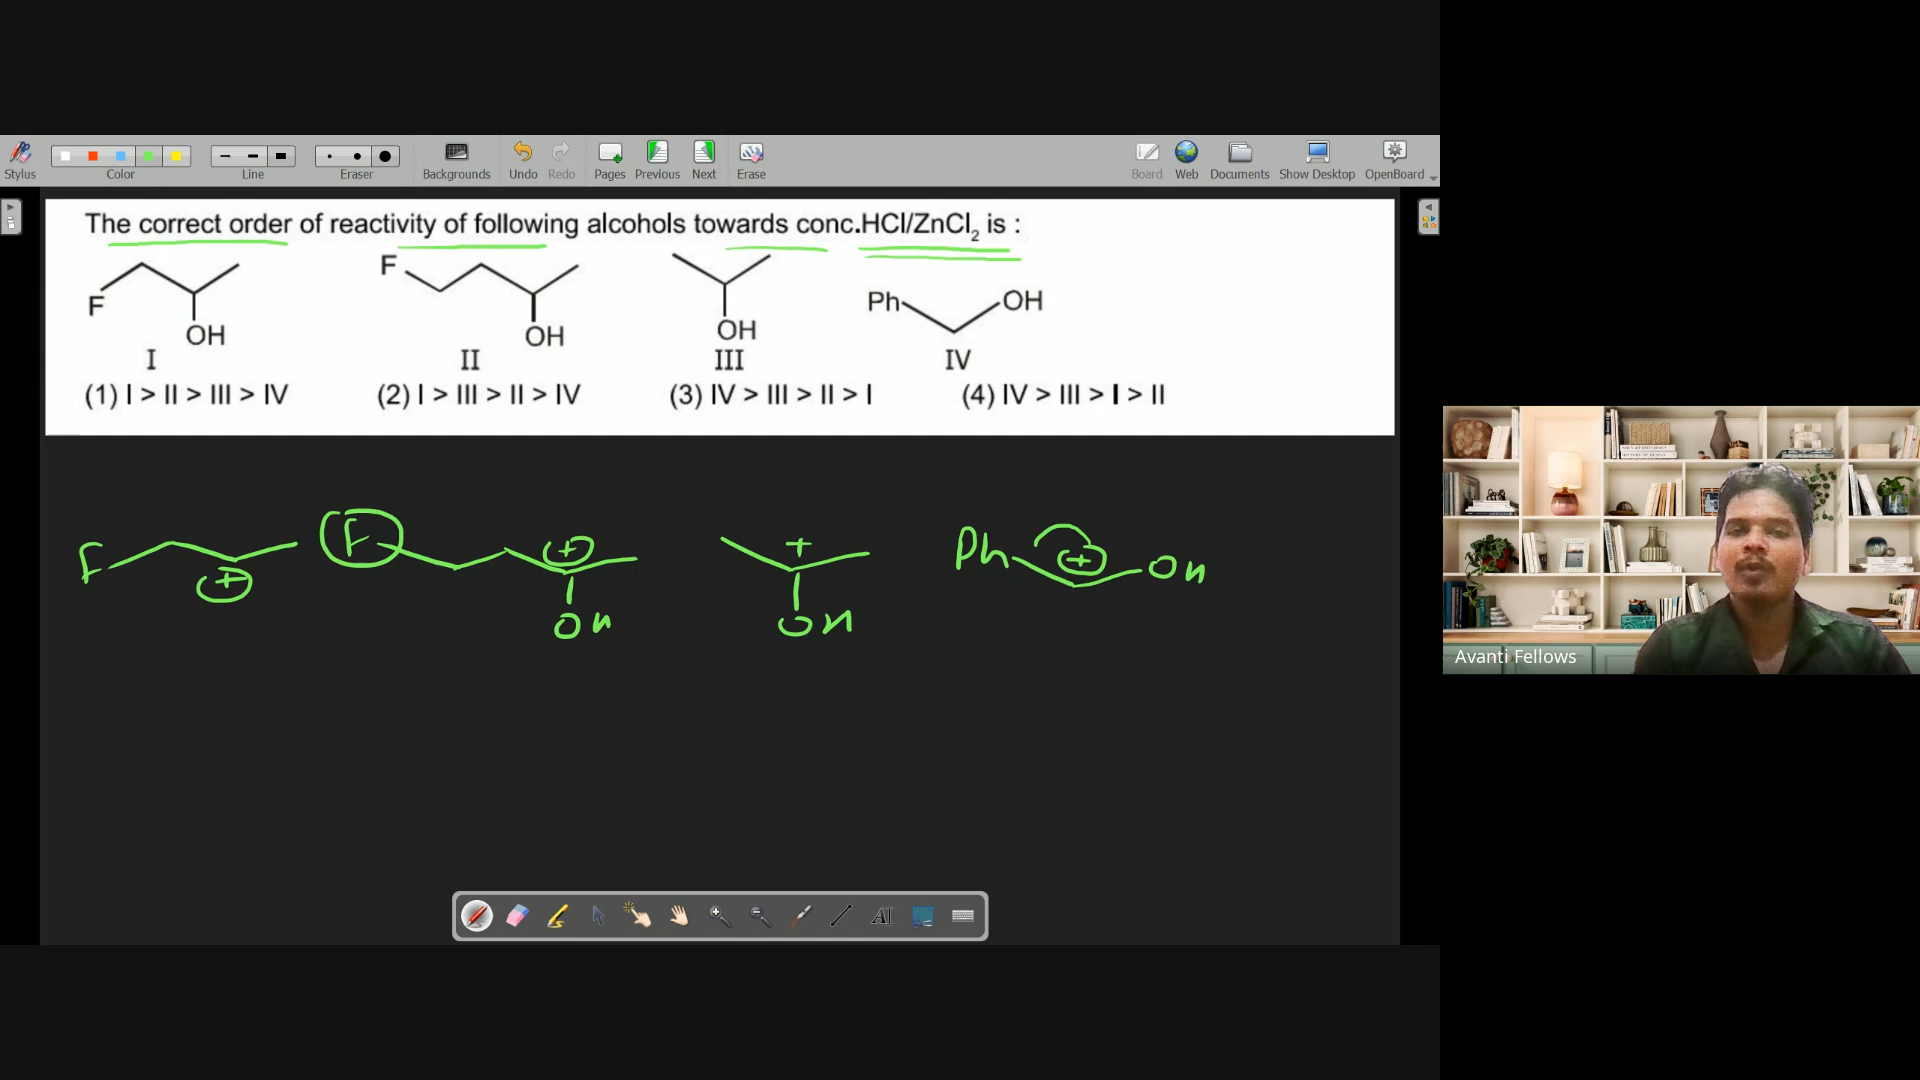 Stylus Color Line Eraser Backgrounds Undo Redo Pages Previous Next Erase Board Web Documents Show Desktop OpenBoard
The correct order of reactivity of following alcohols towards conc.HCl/ZnCl₂ is :
F OH F OH OH Ph OH
I II III IV
(1) I > II > III > IV (2) I > III > II > IV (3) IV > III > II > I (4) IV > III > I > II
F + F + OH + OH Ph + OH
AI
Avanti Fellows